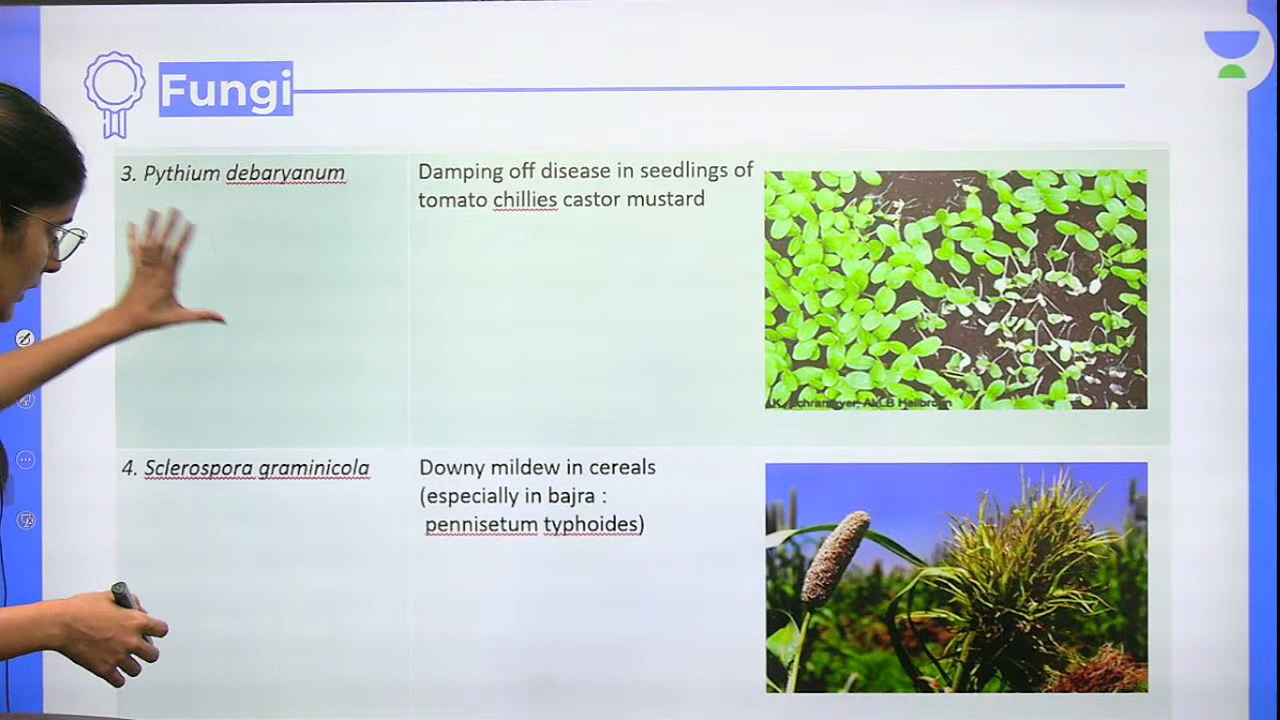 Fungi
3. Pythium debaryanum
Damping off disease in seedlings of
tomato chillies castor mustard
4. Sclerospora graminicola
Downy mildew in cereals
(especially in bajra :
pennisetum typhoides)